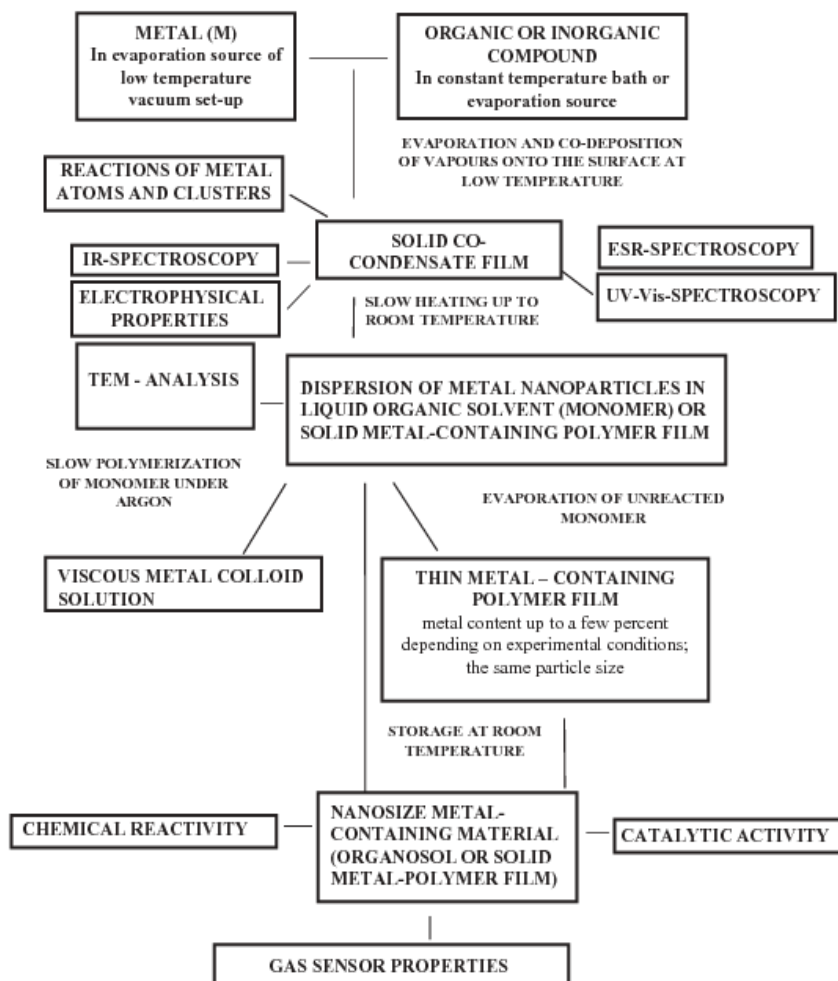 METAL (M)
In evaporation source of
low temperature
vacuum set-up
ORGANIC OR INORGANIC
COMPOUND
In constant temperature bath or
evaporation source
EVAPORATION AND CO-DEPOSITION
OF VAPOURS ONTO THE SURFACE AT
LOW TEMPERATURE
REACTIONS OF METAL
ATOMS AND CLUSTERS
SOLID CO-
CONDENSATE FILM
IR-SPECTROSCOPY
ELECTROPHYSICAL
PROPERTIES
ESR-SPECTROSCOPY
UV-Vis-SPECTROSCOPY
SLOW HEATING UP TO
ROOM TEMPERATURE
TEM - ANALYSIS
DISPERSION OF METAL NANOPARTICLES IN
LIQUID ORGANIC SOLVENT (MONOMER) OR
SOLID METAL-CONTAINING POLYMER FILM
SLOW POLYMERIZATION
OF MONOMER UNDER
ARGON
EVAPORATION OF UNREACTED
MONOMER
VISCOUS METAL COLLOID
SOLUTION
THIN METAL – CONTAINING
POLYMER FILM
metal content up to a few percent
depending on experimental conditions;
the same particle size
STORAGE AT ROOM
TEMPERATURE
CHEMICAL REACTIVITY
NANOSIZE METAL-
CONTAINING MATERIAL
(ORGANOSOL OR SOLID
METAL-POLYMER FILM)
CATALYTIC ACTIVITY
GAS SENSOR PROPERTIES